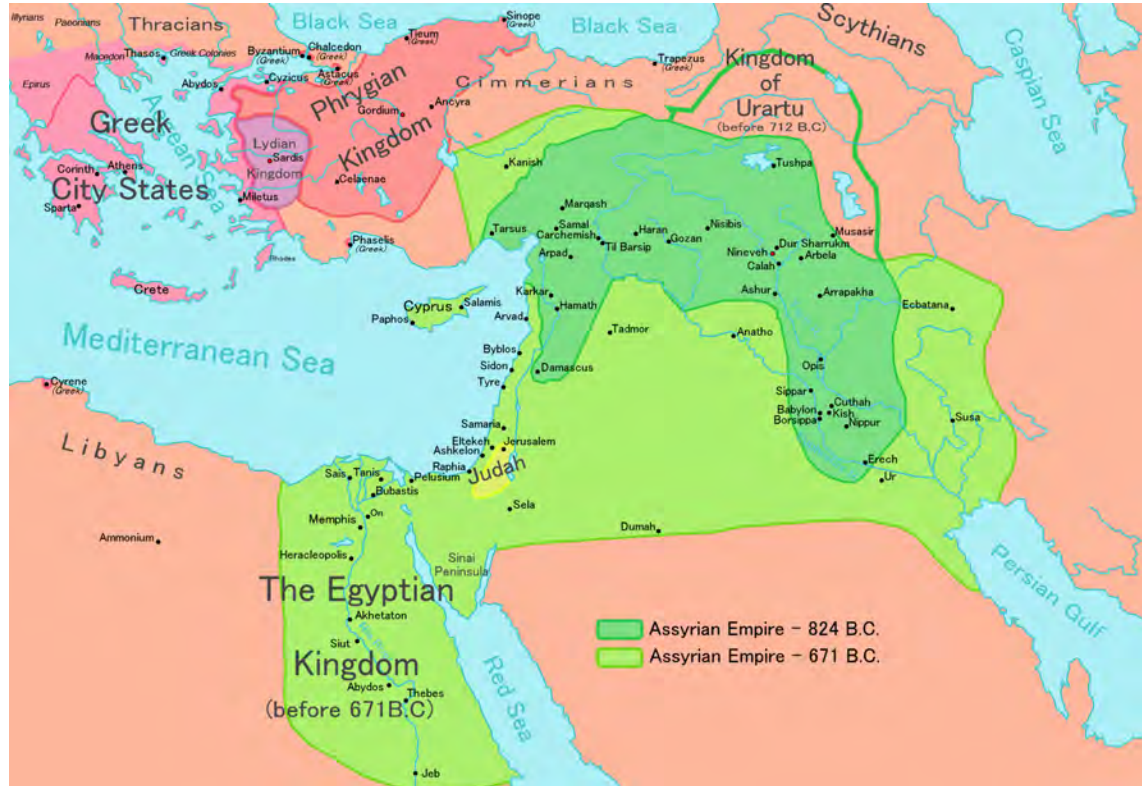 Illyrians
Paeonians
Thracians
Black Sea
Black Sea
Sinope
(Greek)
Tieum
(Greek)
Scythians
Caspian Sea
Macedon
Thasos
Greek Colonies
Byzantium
(Greek)
Chalcedon
(Greek)
Astacus
(Greek)
Trapezus
(Greek)
Kingdom
of
Urartu
(before 712 B.C)
Epirus
Abydos
Cyzicus
Phrygian
Kingdom
Cimmerians
Ancyra
Gordium
Aegean Sea
Greek
City States
Lydian
Kingdom
Sardis
Celaenae
Kanish
Tushpa
Corinth
Athens
Sparta
Miletus
Marqash
Samal
Carchemish
Til Barsip
Haran
Gozan
Nisibis
Musasir
Tarsus
Phaselis
(Greek)
Rhodes
Arpad
Nineveh
Dur Sharrukin
Calah
Arbela
Crete
Cyprus
Salamis
Paphos
Karkar
Hamath
Arvad
Ashur
Arrapakha
Ecbatana
Mediterranean Sea
Tadmor
Anatho
Byblos
Sidon
Damascus
Tyre
Opis
Cyrene
(Greek)
Sippar
Cuthah
Babylon
Kish
Borsippa
Nippur
Susa
Libyans
Samaria
Eltekeh
Jerusalem
Ashkelon
Raphia
Judah
Erech
Ur
Sais
Tanis
Pelusium
Bubastis
Sela
On
Memphis
Dumah
Ammonium
Heracleopolis
Sinai
Peninsula
Persian Gulf
The Egyptian
Kingdom
(before 671B.C)
Akhetaton
Siut
Abydos
Thebes
Red Sea
Jeb
Assyrian Empire - 824 B.C.
Assyrian Empire - 671 B.C.